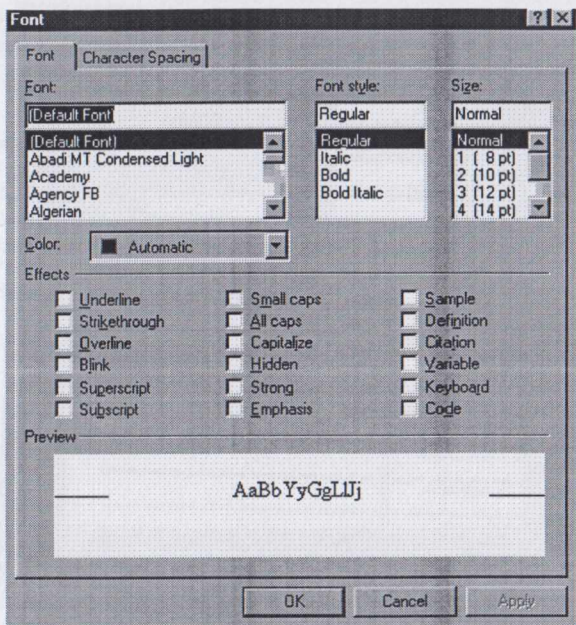 Font
Font Character Spacing
Font: Font style: Size:
(Default Font) Regular Normal
(Default Font) Regular Normal
Abadi MT Condensed Light Italic 1 ( 8 pt)
Academy Bold 2 (10 pt)
Agency FB Bold Italic 3 (12 pt)
Algerian 4 (14 pt)
Color: Automatic
Effects
Underline Small caps Sample
Strikethrough All caps Definition
Overline Capitalize Citation
Blink Hidden Variable
Superscript Strong Keyboard
Subscript Emphasis Code
Preview
AaBbYyGgLlJj
OK Cancel Apply